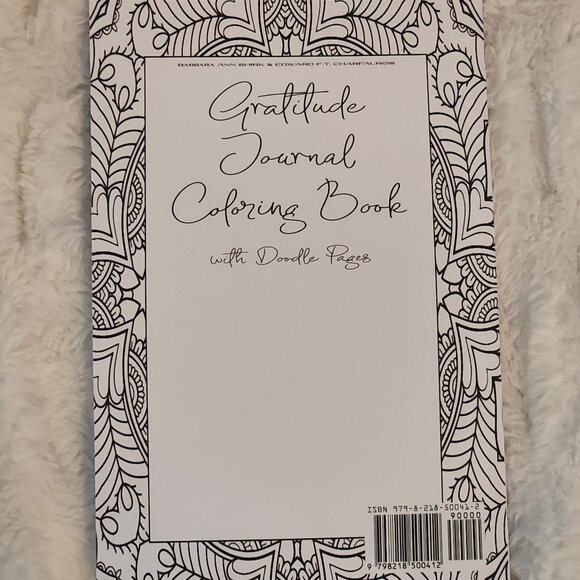 BARBARA ANN SHIRK & EDWARD F.T. CHARFAUROS
Gratitude
Journal
Coloring Book
with Doodle Pages
ISBN 979-8-218-50041-2
90000
9 798218 500412